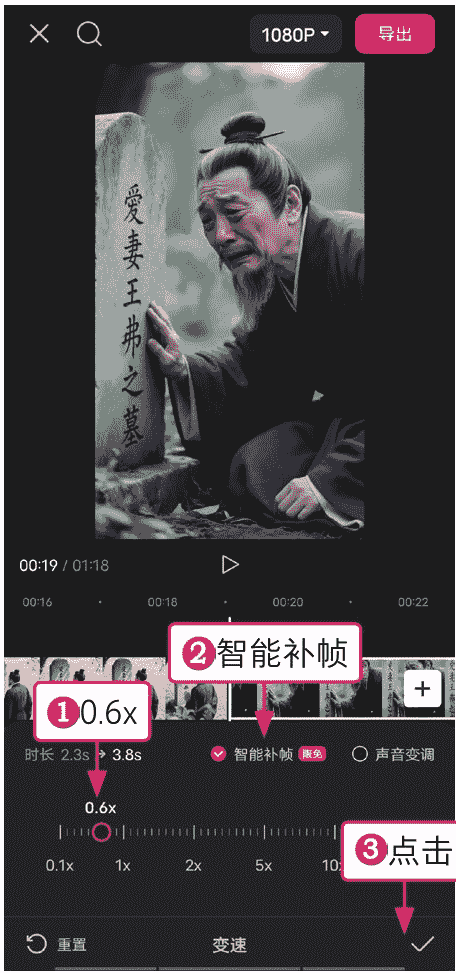 1080P
导出
爱妻王弗之墓
00:19 / 01:18
00:16
00:18
00:20
00:22
❷智能补帧
❶0.6x
时长 2.3s 3.8s
智能补帧 限免
声音变调
0.6x
0.1x 1x 2x 5x 10x
❸点击
重置
变速